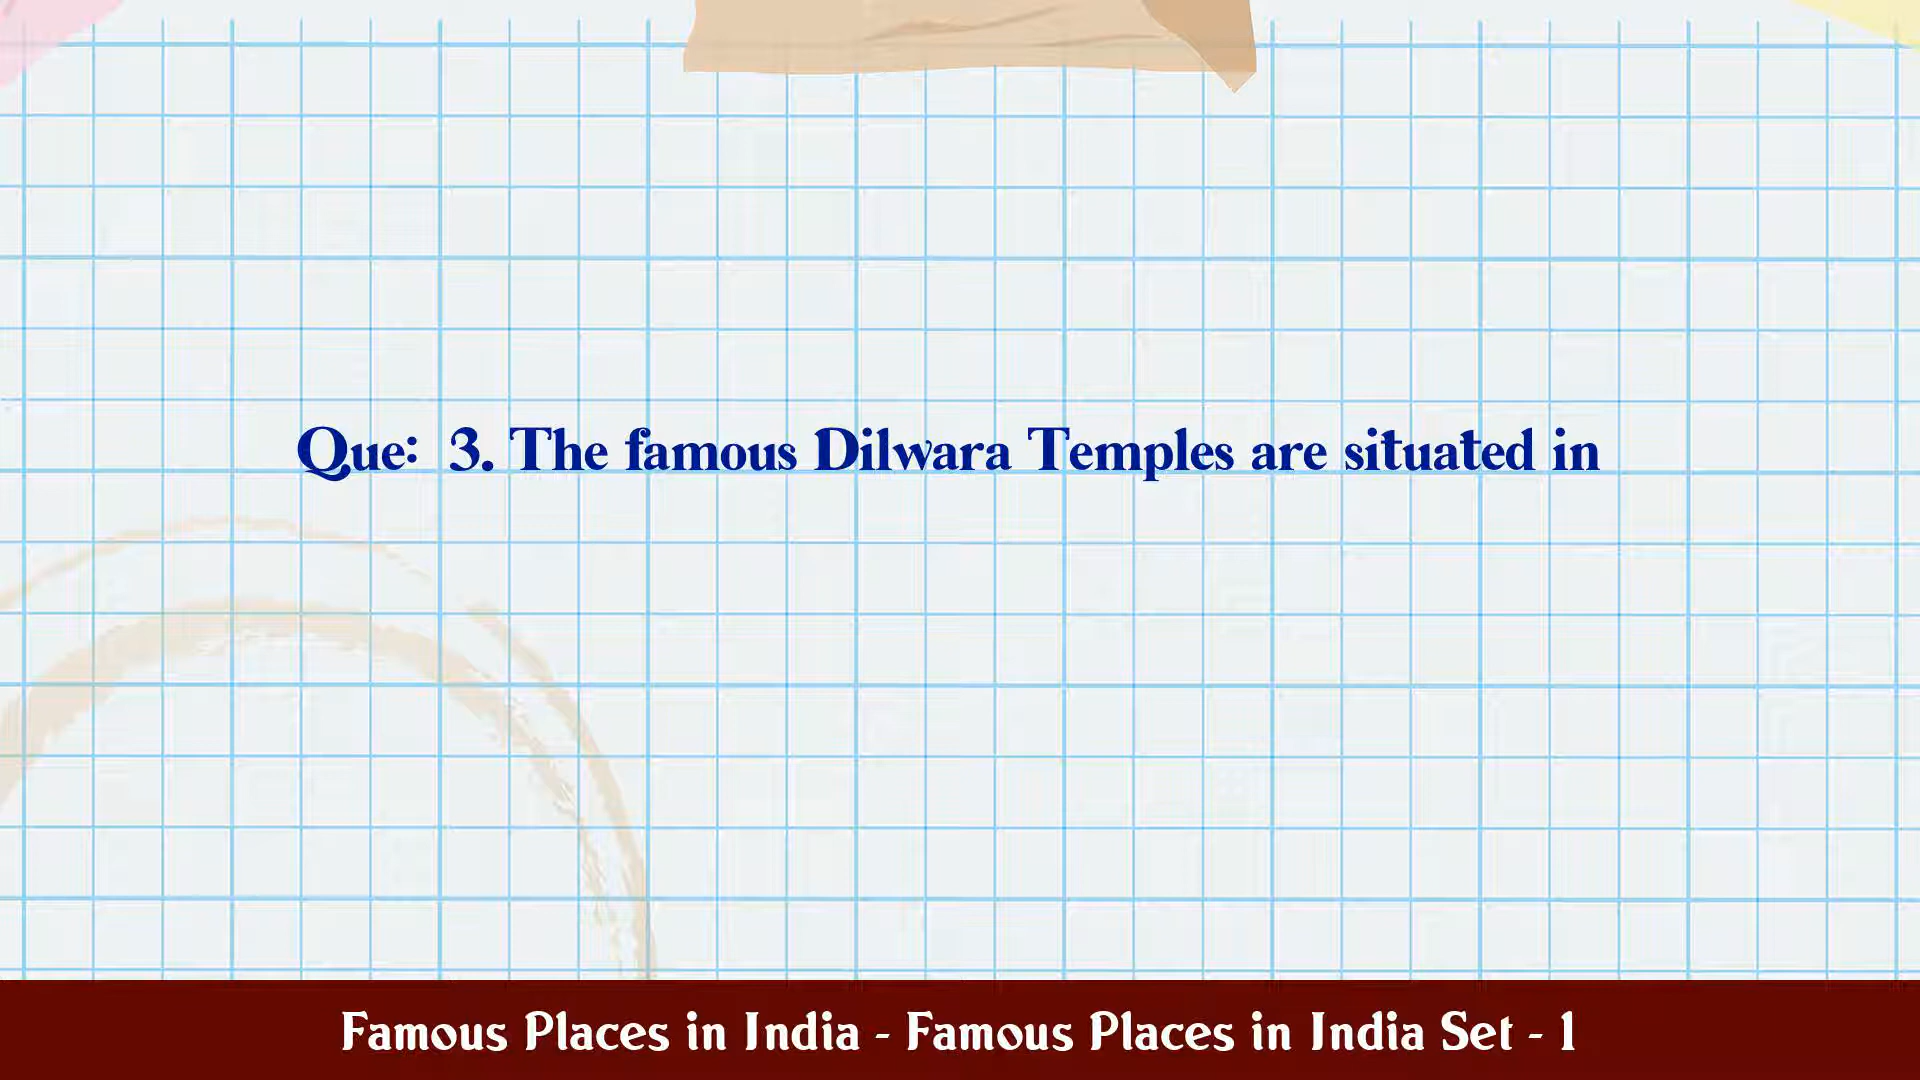 Que: 3. The famous Dilwara Temples are situated in
Famous Places in India - Famous Places in India Set - 1